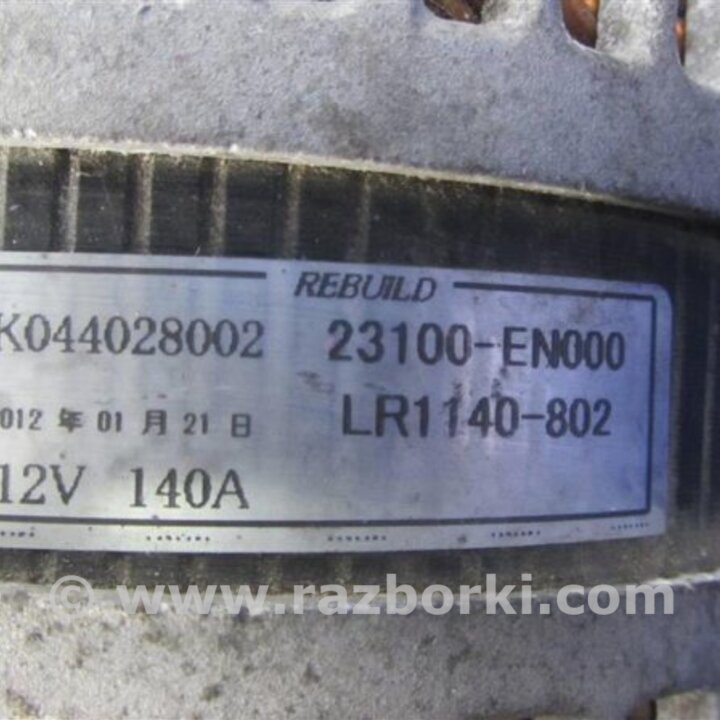 REBUILD
K044028002 23100-EN000
012 年 01 月 21 日 LR1140-802
12V 140A
© www.razborki.com